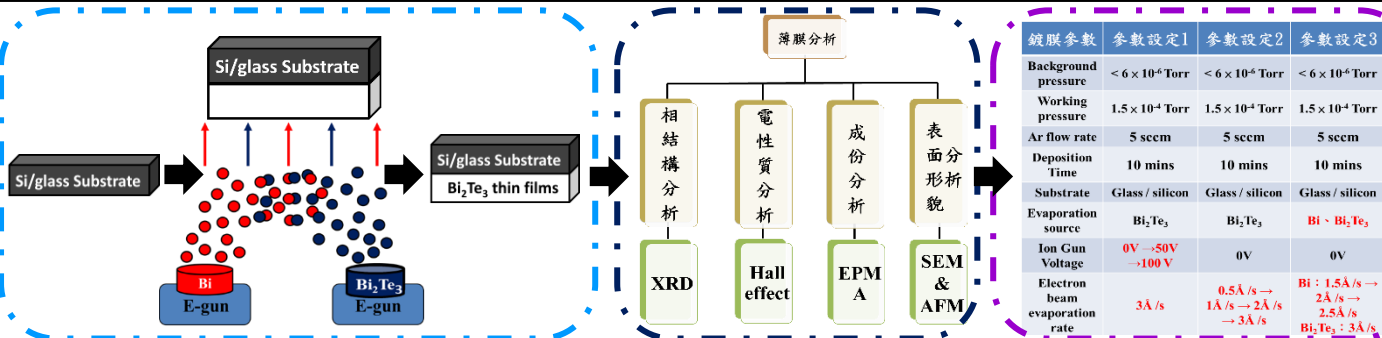 Si/glass Substrate
Si/glass Substrate
Si/glass Substrate
Bi₂Te₃ thin films
Bi
E-gun
Bi₂Te₃
E-gun
薄膜分析
相結構分析
電性質分析
成份分析
表面形貌
分析
XRD
Hall
effect
EPM
A
SEM
&
AFM
鍍膜參數 參數設定1 參數設定2 參數設定3
Background
pressure
< 6 x 10⁻⁶ Torr < 6 x 10⁻⁶ Torr < 6 x 10⁻⁶ Torr
Working
pressure
1.5 x 10⁻⁴ Torr 1.5 x 10⁻⁴ Torr 1.5 x 10⁻⁴ Torr
Ar flow rate 5 sccm 5 sccm 5 sccm
Deposition
Time
10 mins 10 mins 10 mins
Substrate Glass / silicon Glass / silicon Glass / silicon
Evaporation
source
Bi₂Te₃ Bi₂Te₃ Bi、Bi₂Te₃
Ion Gun
Voltage
0V →50V
→100 V
0V 0V
Electron
beam
evaporation
rate
3Å /s
0.5Å /s →
1Å /s → 2Å /s
→ 3Å /s
Bi：1.5Å /s →
2Å /s →
2.5Å /s
Bi₂Te₃：3Å /s